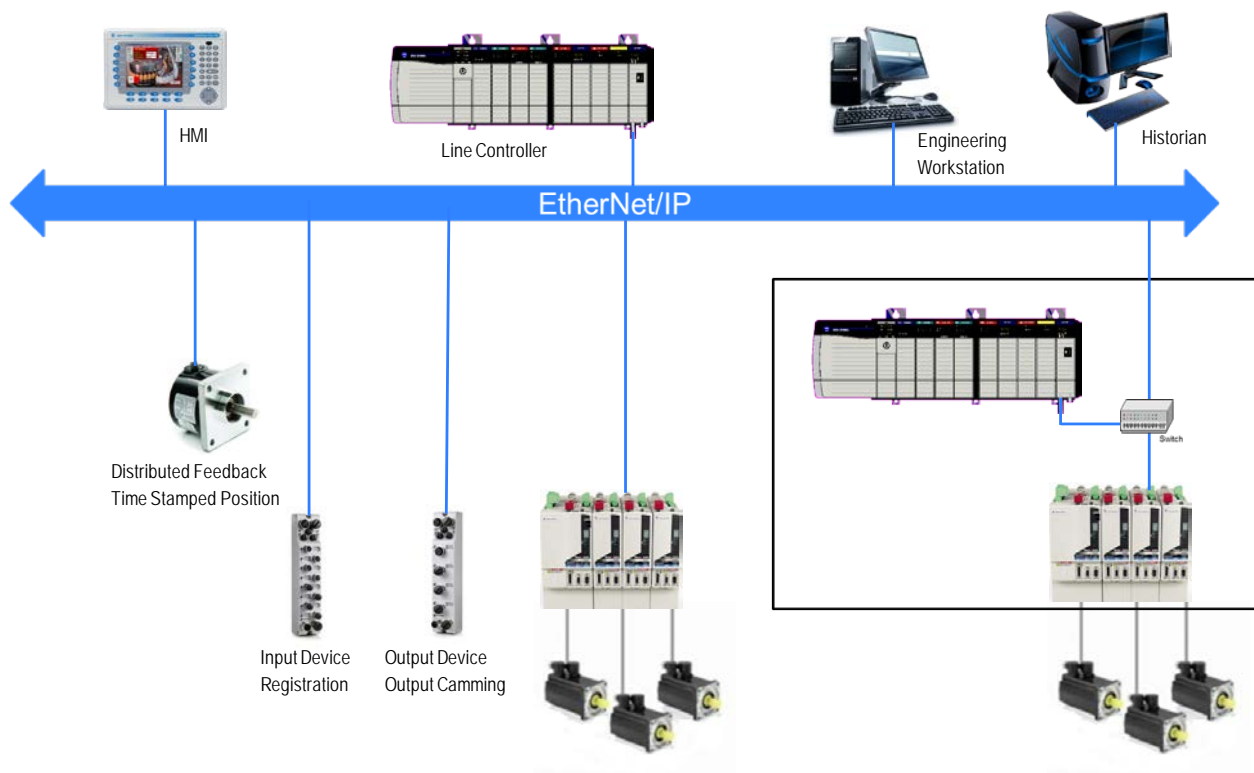 HMI
Line Controller
Engineering
Workstation
Historian
EtherNet/IP
Switch
Distributed Feedback
Time Stamped Position
Input Device
Registration
Output Device
Output Camming